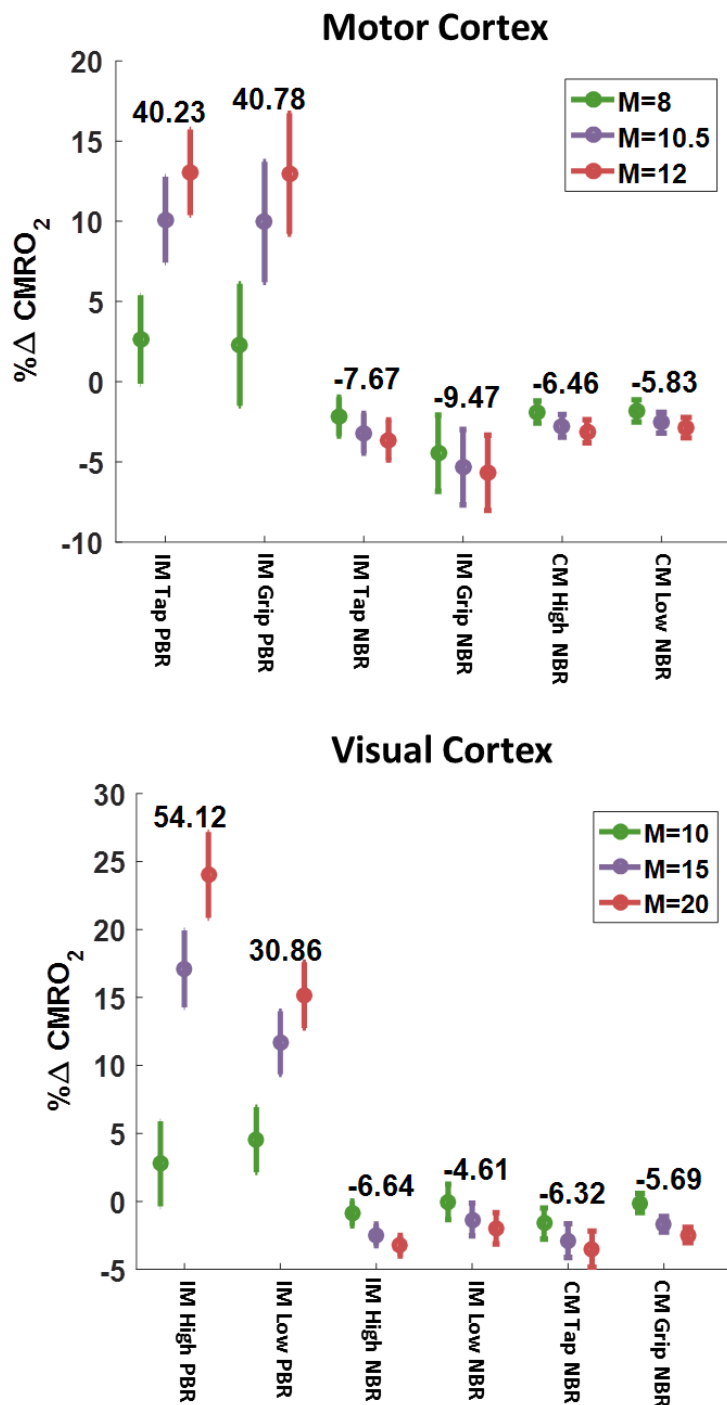 Motor Cortex
20
15
10
5
0
-5
-10
%Δ CMRO2
40.23
40.78
-7.67
-9.47
-6.46
-5.83
M=8
M=10.5
M=12
IM Tap PBR
IM Grip PBR
IM Tap NBR
IM Grip NBR
CM High NBR
CM Low NBR
Visual Cortex
30
25
20
15
10
5
0
-5
%Δ CMRO2
54.12
30.86
-6.64
-4.61
-6.32
-5.69
M=10
M=15
M=20
IM High PBR
IM Low PBR
IM High NBR
IM Low NBR
CM Tap NBR
CM Grip NBR